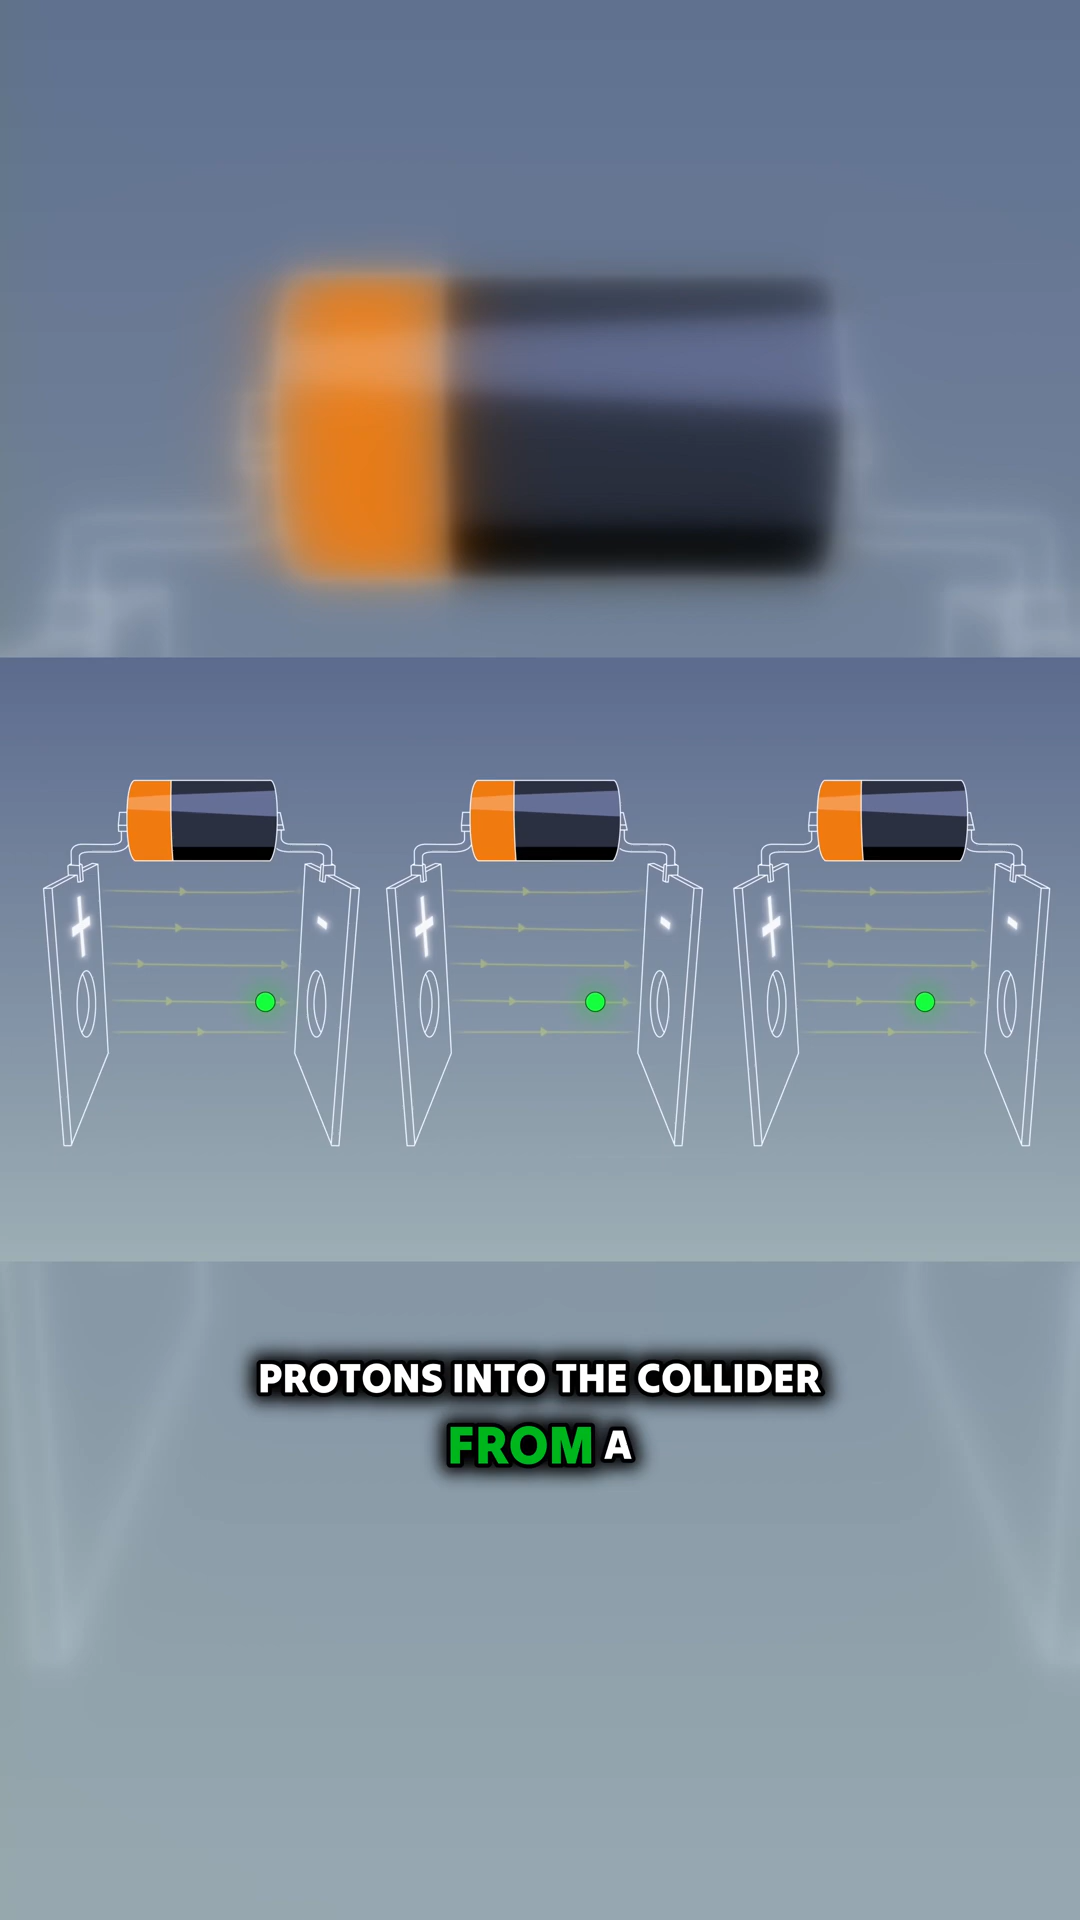 + -
+ -
+ -
PROTONS INTO THE COLLIDER
FROM A